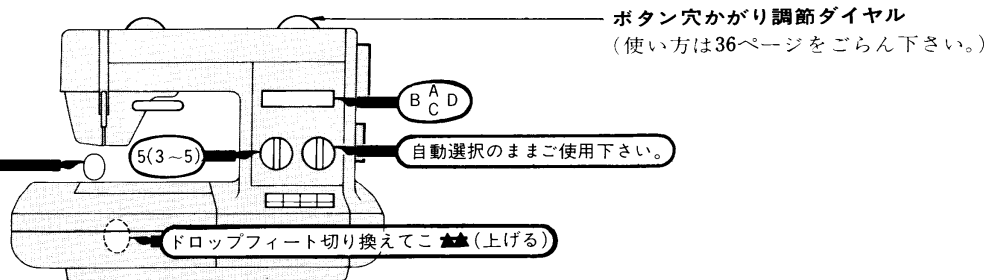 ボタン穴かがり調節ダイヤル
(使い方は36ページをごらん下さい。)
B A C D
5(3～5)
自動選択のままご使用下さい。
ドロップフィート切り換えてこ (上げる)